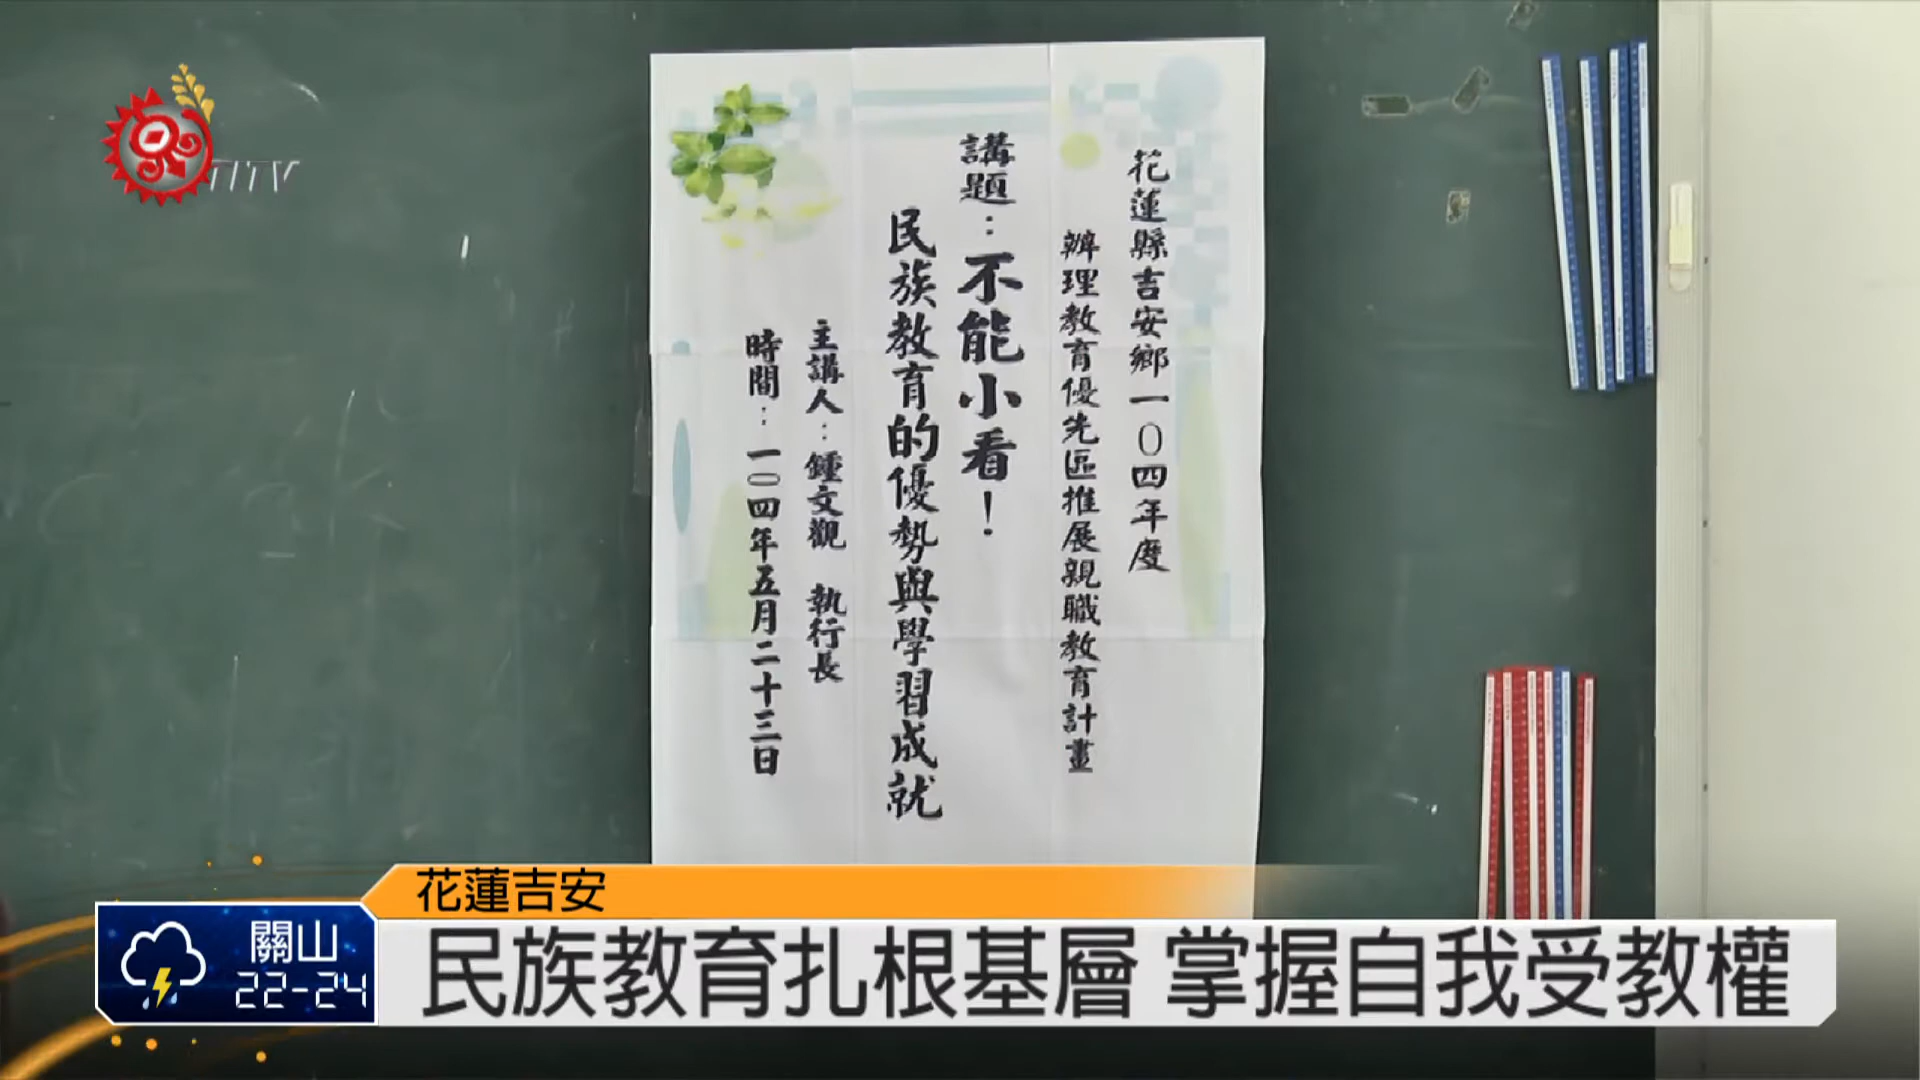 TITV
花蓮縣吉安鄉一〇四年度
辦理教育優先區推展親職教育計畫
講題：不能小看！
民族教育的優勢與學習成就
主講人：鍾文觀 執行長
時間：一〇四年五月二十三日
花蓮吉安
民族教育扎根基層 掌握自我受教權
關山
22-24